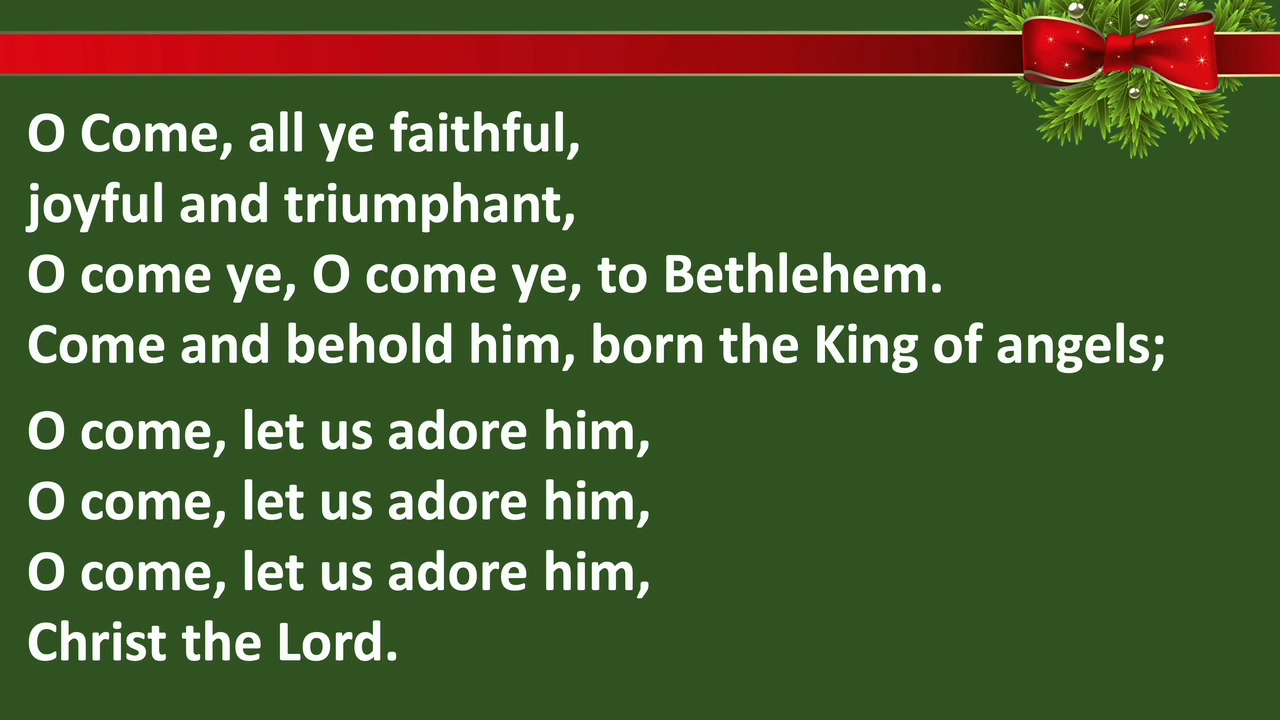 O Come, all ye faithful,
joyful and triumphant,
O come ye, O come ye, to Bethlehem.
Come and behold him, born the King of angels;
O come, let us adore him,
O come, let us adore him,
O come, let us adore him,
Christ the Lord.